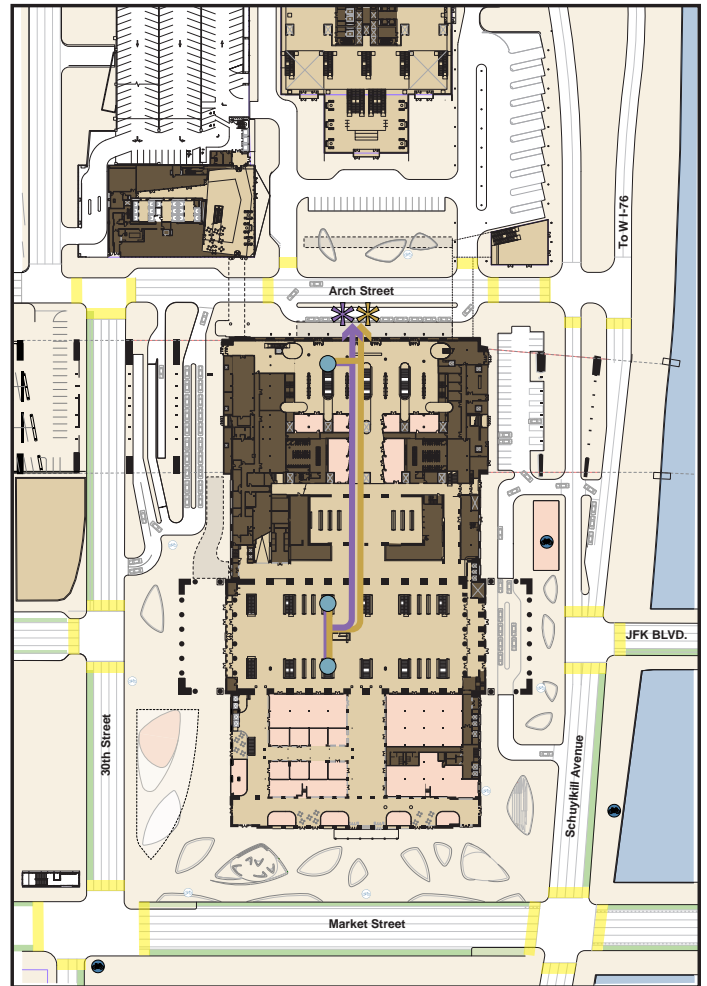 To W I-76
Arch Street
JFK BLVD.
30th Street
Schuylkill Avenue
Market Street